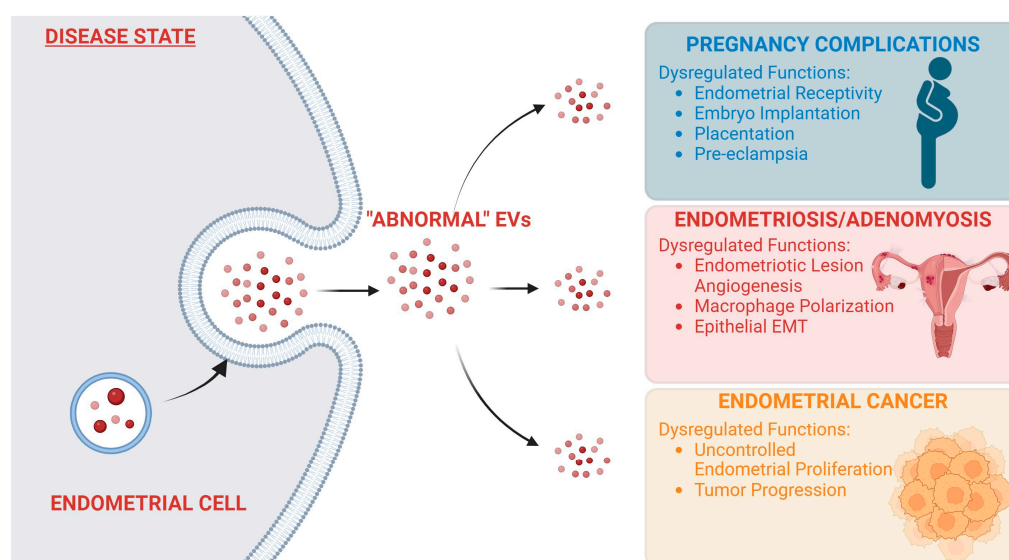 DISEASE STATE
"ABNORMAL" EVs
ENDOMETRIAL CELL
PREGNANCY COMPLICATIONS
Dysregulated Functions:
• Endometrial Receptivity
• Embryo Implantation
• Placentation
• Pre-eclampsia
ENDOMETRIOSIS/ADENOMYOSIS
Dysregulated Functions:
• Endometriotic Lesion
Angiogenesis
• Macrophage Polarization
• Epithelial EMT
ENDOMETRIAL CANCER
Dysregulated Functions:
• Uncontrolled
Endometrial Proliferation
• Tumor Progression